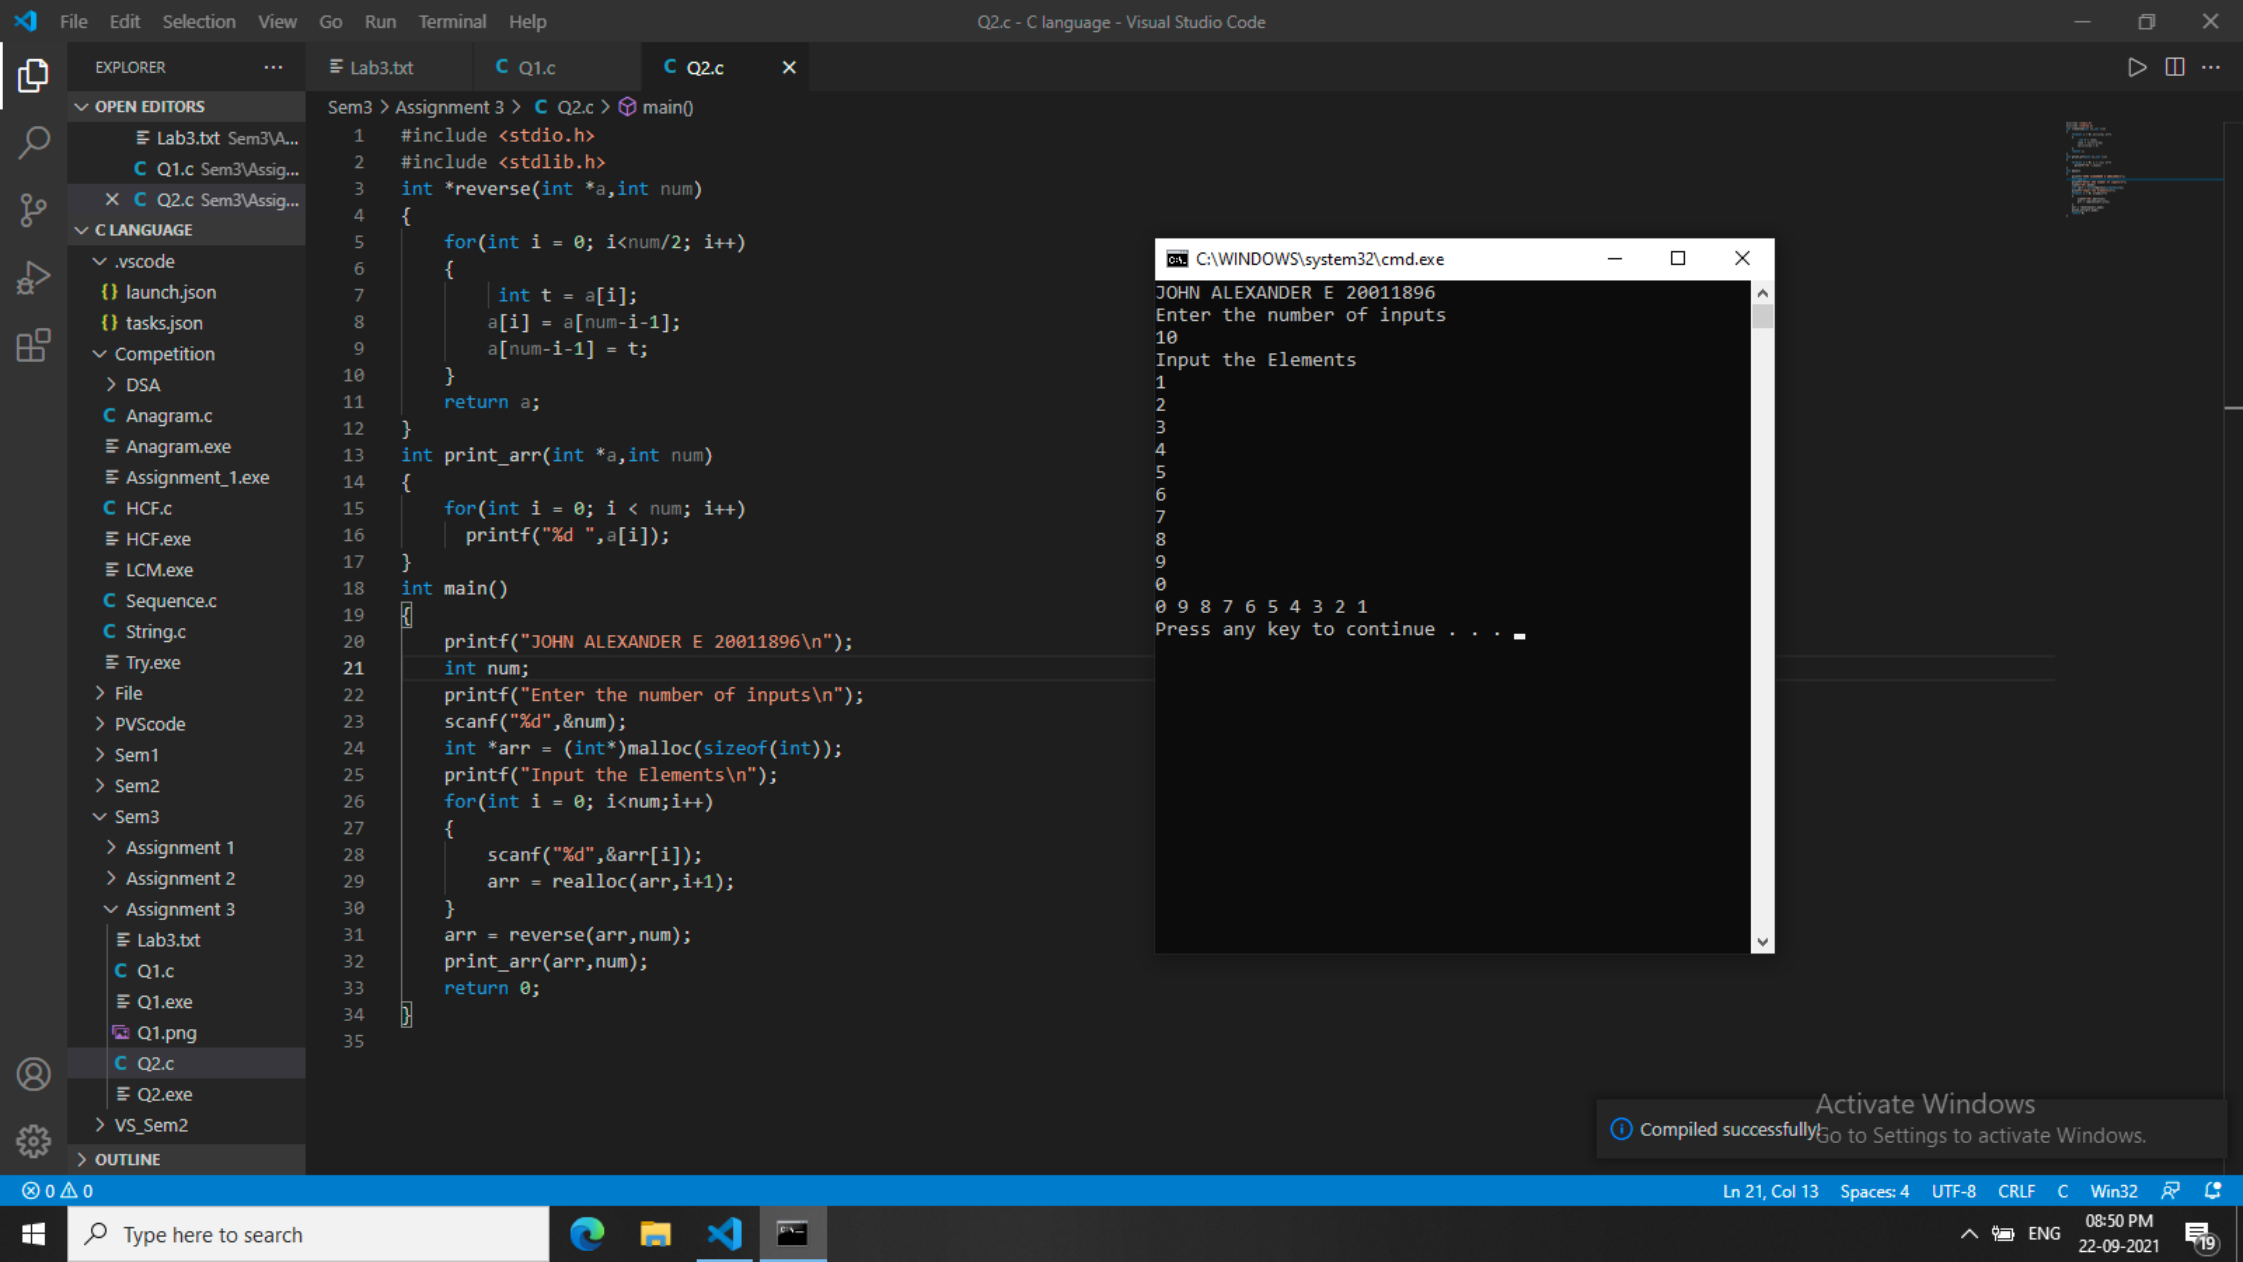 File Edit Selection View Go Run Terminal Help
Q2.c - C language - Visual Studio Code
EXPLORER ···
Lab3.txt
C Q1.c
C Q2.c
OPEN EDITORS
Lab3.txt Sem3\A...
C Q1.c Sem3\Assig...
C Q2.c Sem3\Assig...
C LANGUAGE
.vscode
{} launch.json
{} tasks.json
Competition
DSA
C Anagram.c
Anagram.exe
Assignment_1.exe
C HCF.c
HCF.exe
LCM.exe
C Sequence.c
C String.c
Try.exe
File
PVScode
Sem1
Sem2
Sem3
Assignment 1
Assignment 2
Assignment 3
Lab3.txt
C Q1.c
Q1.exe
Q1.png
C Q2.c
Q2.exe
VS_Sem2
OUTLINE
Sem3 > Assignment 3 > C Q2.c > main()
1 #include <stdio.h>
2 #include <stdlib.h>
3 int *reverse(int *a,int num)
4 {
5 for(int i = 0; i<num/2; i++)
6 {
7 int t = a[i];
8 a[i] = a[num-i-1];
9 a[num-i-1] = t;
10 }
11 return a;
12 }
13 int print_arr(int *a,int num)
14 {
15 for(int i = 0; i < num; i++)
16 printf("%d ",a[i]);
17 }
18 int main()
19 {
20 printf("JOHN ALEXANDER E 20011896\n");
21 int num;
22 printf("Enter the number of inputs\n");
23 scanf("%d",&num);
24 int *arr = (int*)malloc(sizeof(int));
25 printf("Input the Elements\n");
26 for(int i = 0; i<num;i++)
27 {
28 scanf("%d",&arr[i]);
29 arr = realloc(arr,i+1);
30 }
31 arr = reverse(arr,num);
32 print_arr(arr,num);
33 return 0;
34 }
35
C:\WINDOWS\system32\cmd.exe
JOHN ALEXANDER E 20011896
Enter the number of inputs
10
Input the Elements
1
2
3
4
5
6
7
8
9
0
0 9 8 7 6 5 4 3 2 1
Press any key to continue . . .
Activate Windows
Go to Settings to activate Windows.
Compiled successfully!
0 0
Ln 21, Col 13 Spaces: 4 UTF-8 CRLF C Win32
Type here to search
ENG
08:50 PM
22-09-2021
19